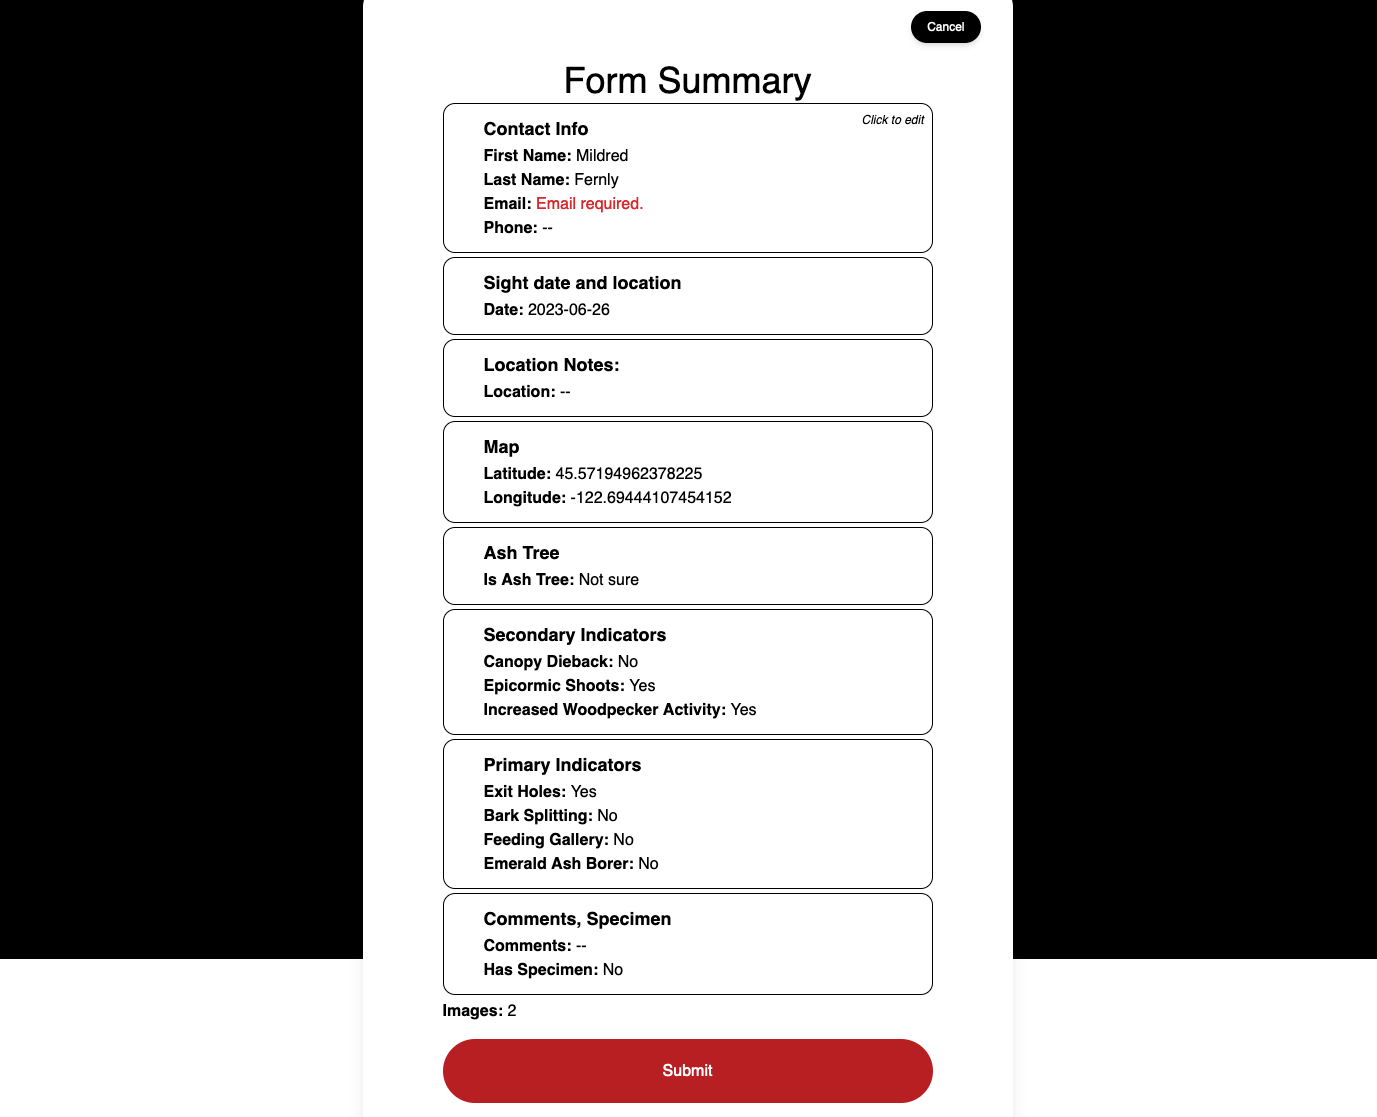 Cancel
Form Summary
Click to edit
Contact Info
First Name: Mildred
Last Name: Fernly
Email: Email required.
Phone: --
Sight date and location
Date: 2023-06-26
Location Notes:
Location: --
Map
Latitude: 45.57194962378225
Longitude: -122.69444107454152
Ash Tree
Is Ash Tree: Not sure
Secondary Indicators
Canopy Dieback: No
Epicormic Shoots: Yes
Increased Woodpecker Activity: Yes
Primary Indicators
Exit Holes: Yes
Bark Splitting: No
Feeding Gallery: No
Emerald Ash Borer: No
Comments, Specimen
Comments: --
Has Specimen: No
Images: 2
Submit